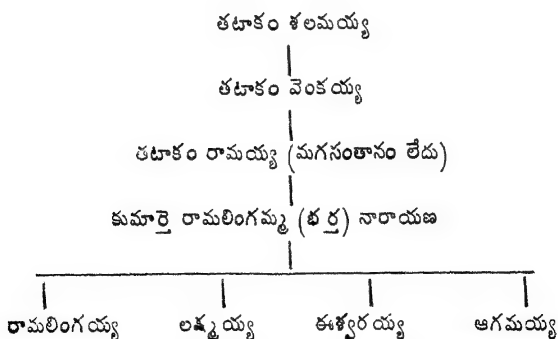 తటాకం శలమయ్య
తటాకం వెంకయ్య
తటాకం రామయ్య (మగసంతానం లేదు)
కుమార్తె రామలింగమ్మ (భర్త) నారాయణ
రామలింగయ్య లక్ష్మయ్య ఈశ్వరయ్య ఆగమయ్య